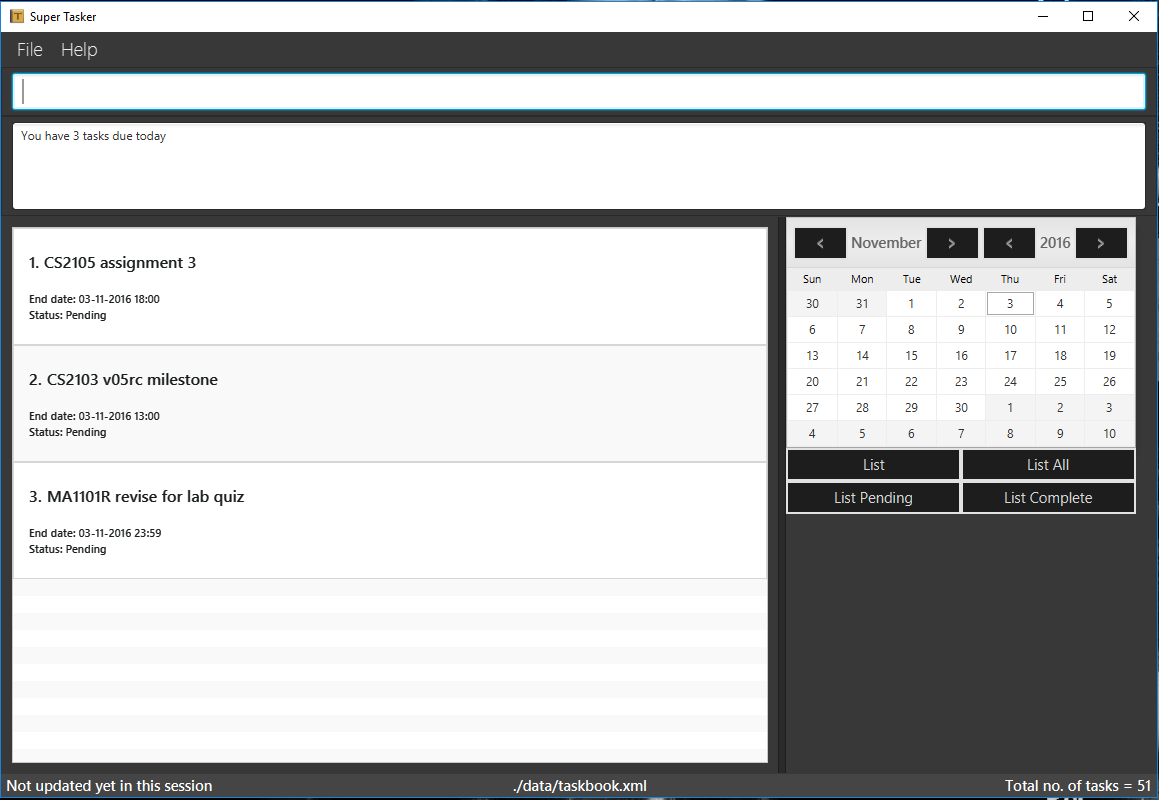 Super Tasker
File Help
You have 3 tasks due today
1. CS2105 assignment 3
End date: 03-11-2016 18:00
Status: Pending
2. CS2103 v05rc milestone
End date: 03-11-2016 13:00
Status: Pending
3. MA1101R revise for lab quiz
End date: 03-11-2016 23:59
Status: Pending
< November > < 2016 >
Sun Mon Tue Wed Thu Fri Sat
30 31 1 2 3 4 5
6 7 8 9 10 11 12
13 14 15 16 17 18 19
20 21 22 23 24 25 26
27 28 29 30 1 2 3
4 5 6 7 8 9 10
List List All
List Pending List Complete
Not updated yet in this session ./data/taskbook.xml Total no. of tasks = 51